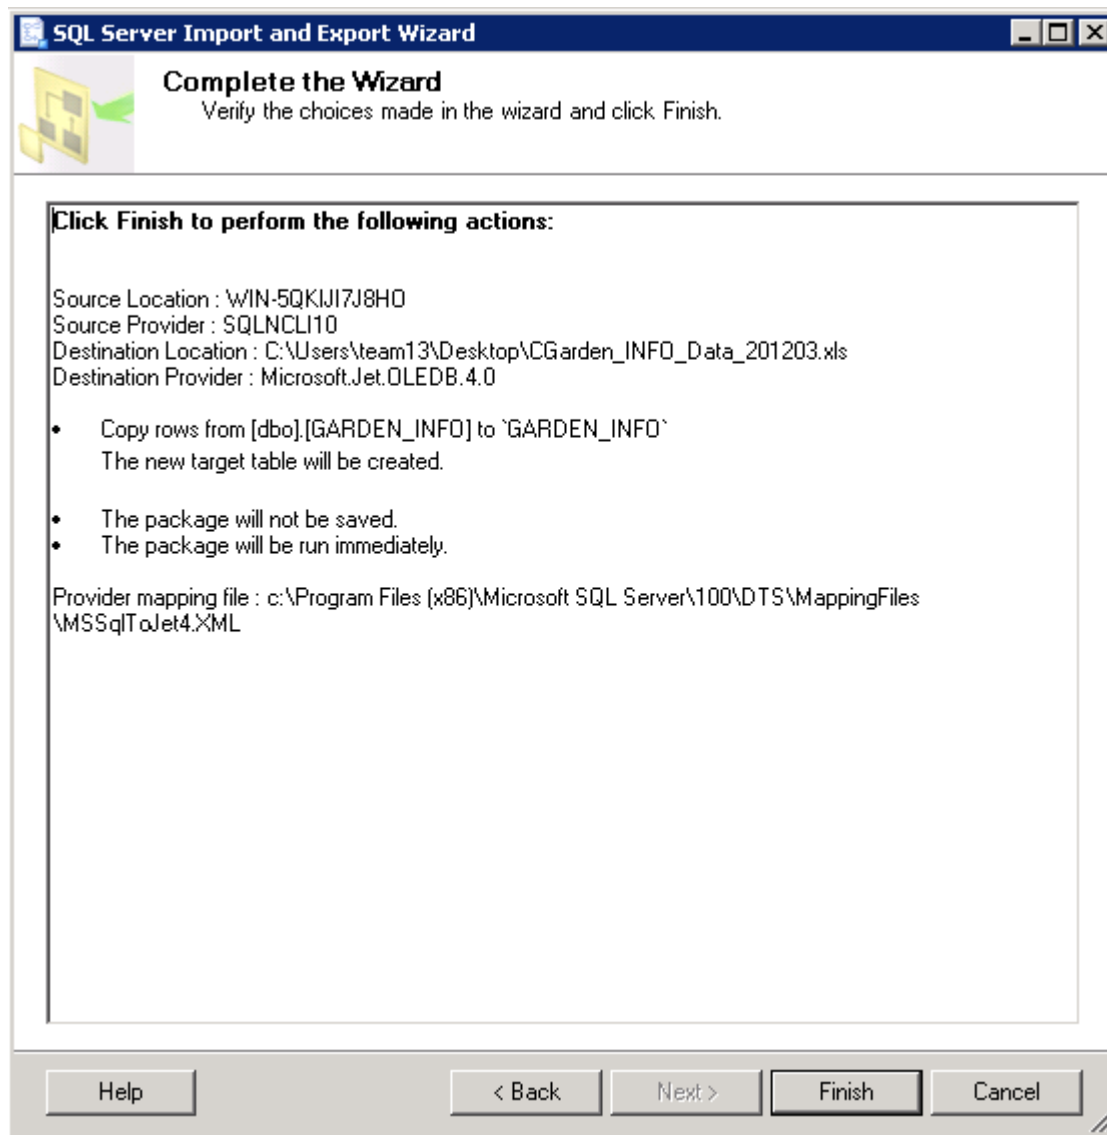 SQL Server Import and Export Wizard
Complete the Wizard
Verify the choices made in the wizard and click Finish.
Click Finish to perform the following actions:
Source Location : WIN-5QKIJI7J8HO
Source Provider : SQLNCLI10
Destination Location : C:\Users\team13\Desktop\CGarden_INFO_Data_201203.xls
Destination Provider : Microsoft.Jet.OLEDB.4.0
• Copy rows from [dbo].[GARDEN_INFO] to `GARDEN_INFO`
The new target table will be created.
• The package will not be saved.
• The package will be run immediately.
Provider mapping file : c:\Program Files (x86)\Microsoft SQL Server\100\DTS\MappingFiles
\MSSqlToJet4.XML
Help < Back Next > Finish Cancel